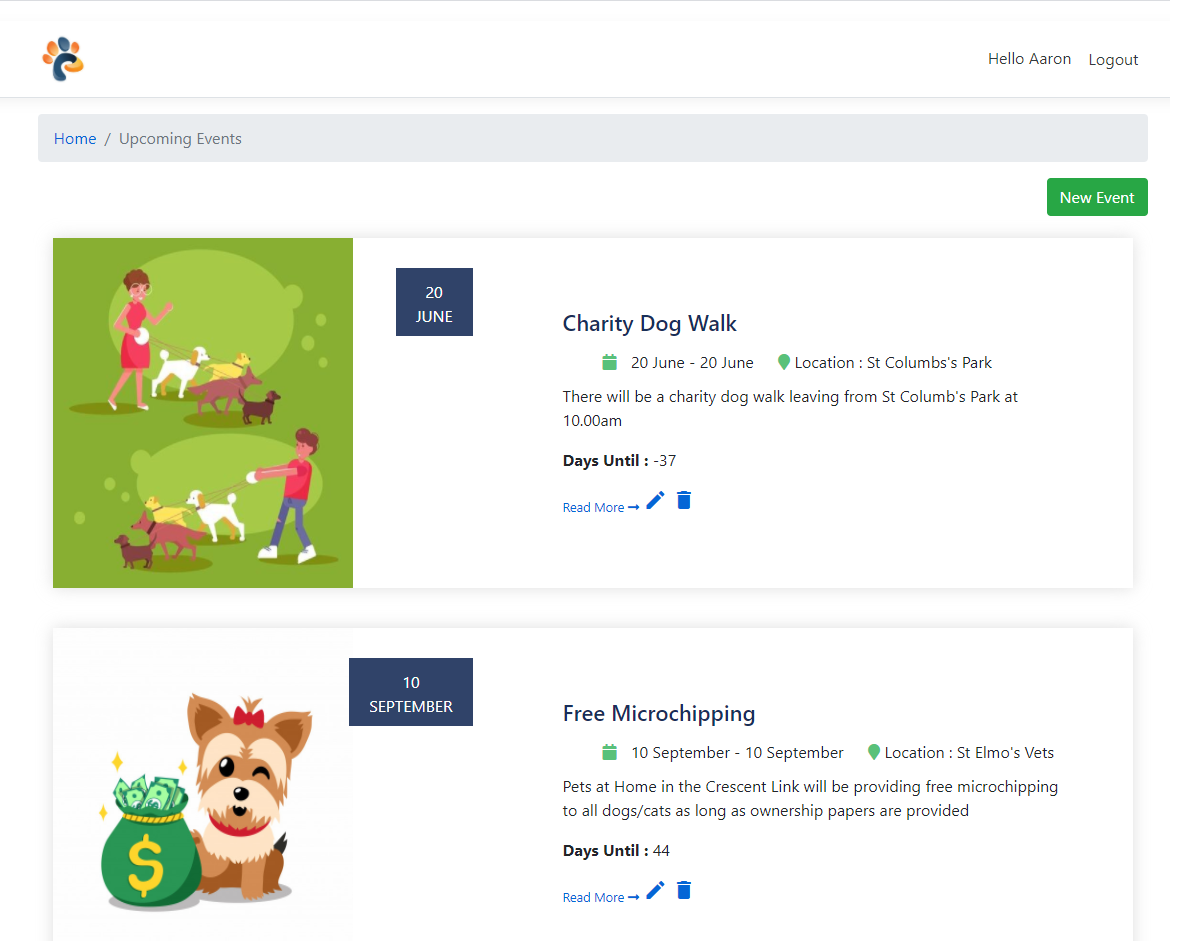 Hello Aaron Logout
Home / Upcoming Events
New Event
20
JUNE
Charity Dog Walk
20 June - 20 June Location : St Columbs's Park
There will be a charity dog walk leaving from St Columb's Park at
10.00am
Days Until : -37
Read More →
10
SEPTEMBER
Free Microchipping
10 September - 10 September Location : St Elmo's Vets
Pets at Home in the Crescent Link will be providing free microchipping
to all dogs/cats as long as ownership papers are provided
Days Until : 44
Read More →
$